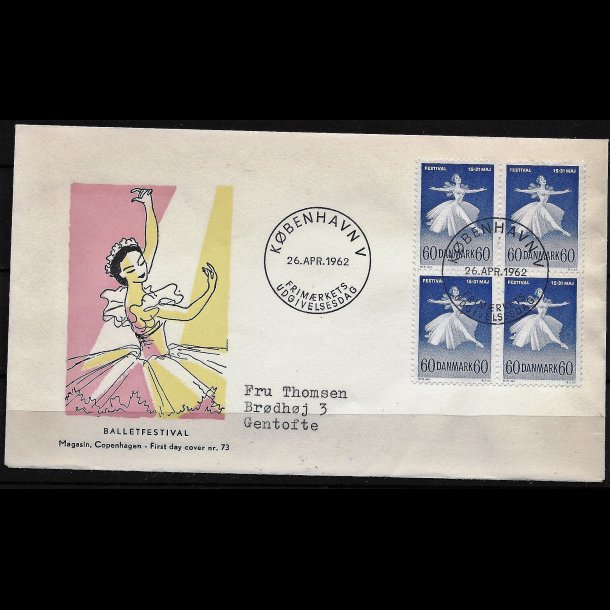 KØBENHAVN V
26.APR.1962
FRIMÆRKETS
UDGIVELSESDAG
FESTIVAL 15-31 MAJ
60 DANMARK 60
FESTIVAL 15-31 MAJ
60 DANMARK 60
KØBENHAVN V
26.APR.1962
FRIMÆRKETS
UDGIVELSESDAG
FESTIVAL 15-31 MAJ
60 DANMARK 60
FESTIVAL 15-31 MAJ
60 DANMARK 60
Fru Thomsen
Brødhøj 3
Gentofte
BALLETFESTIVAL
Magasin, Copenhagen - First day cover nr. 73